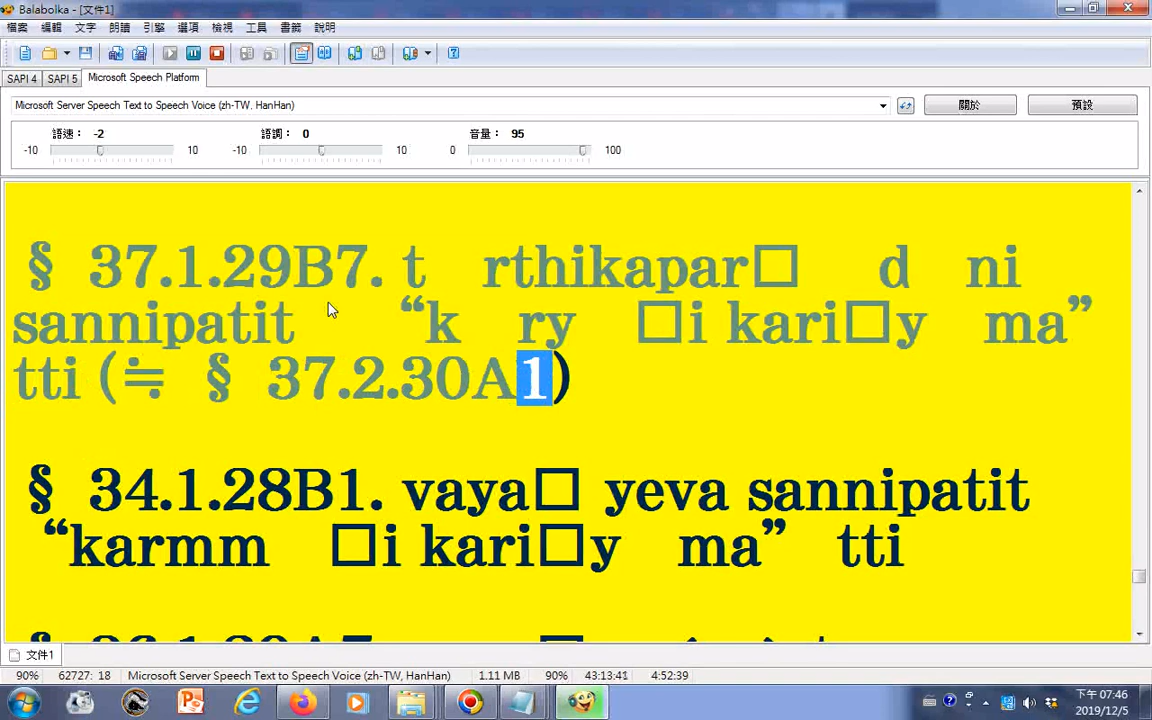 Balabolka - [文件1]
檔案 編輯 文字 朗讀 引擎 選項 檢視 工具 書籤 說明
SAPI 4 SAPI 5 Microsoft Speech Platform
Microsoft Server Speech Text to Speech Voice (zh-TW, HanHan) 關於 預設
語速： -2 語調： 0 音量： 95
-10 10 -10 10 0 100
§ 37.1.29B7. t rthikapar□ d ni
sannipatit “k ry □i kari□y ma”
tti (≒ § 37.2.30A1)
§ 34.1.28B1. vaya□ yeva sannipatit
“karmm □i kari□y ma” tti
文件1
90% 62727: 18 Microsoft Server Speech Text to Speech Voice (zh-TW, HanHan) 1.11 MB 90% 43:13:41 4:52:39
下午 07:46
2019/12/5